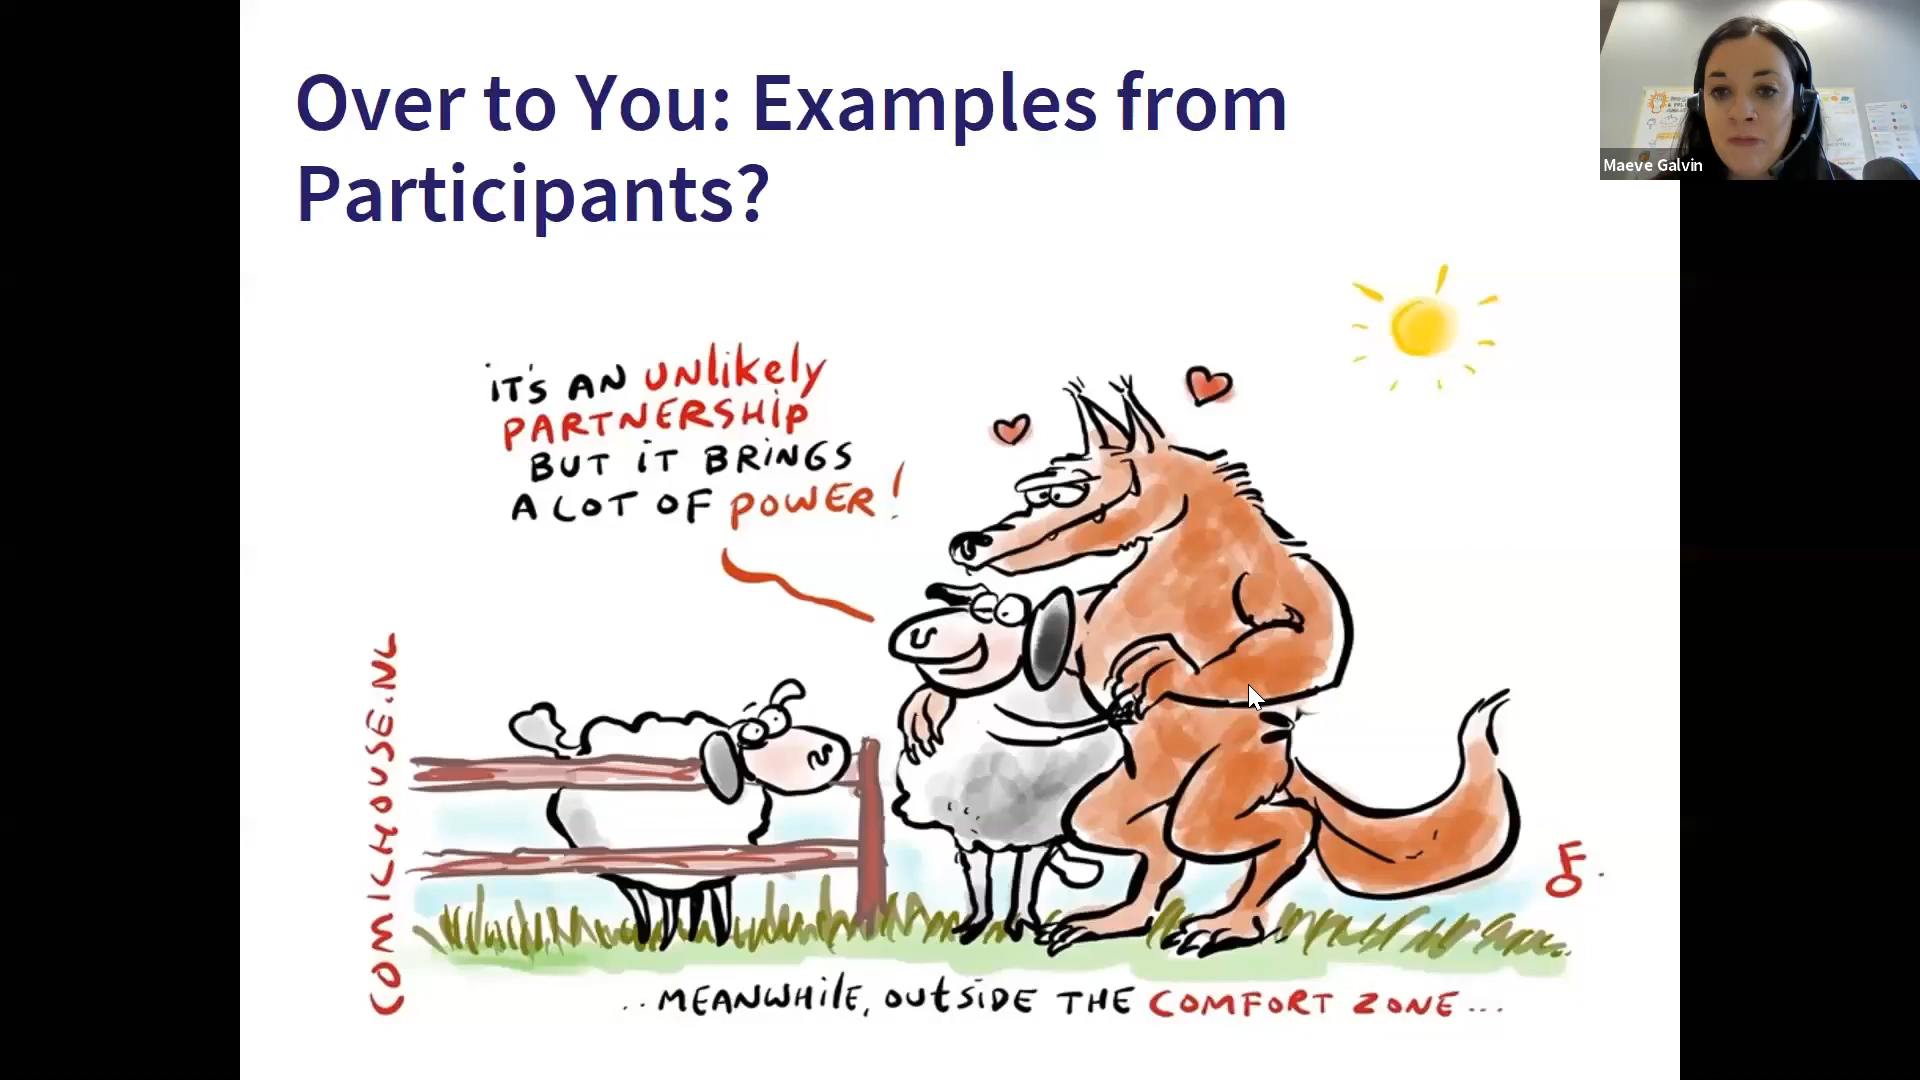 Over to You: Examples from
Participants?
Maeve Galvin
IT'S AN UNlikely
PARTNERSHIP
BUT IT BRINGS
A LOT OF POWER!
COMICHOUSE.NL
..MEANWHILE, OUTSIDE THE COMFORT ZONE...